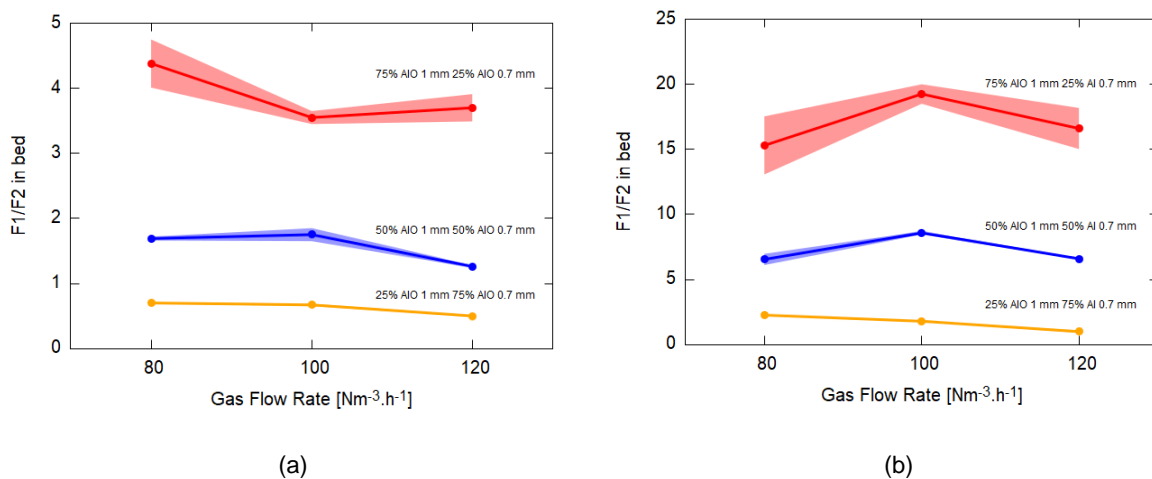 5
4
3
2
1
0
F1/F2 in bed
75% AlO 1 mm 25% AlO 0.7 mm
50% AlO 1 mm 50% AlO 0.7 mm
25% AlO 1 mm 75% AlO 0.7 mm
80 100 120
Gas Flow Rate [Nm-3.h-1]
(a)
25
20
15
10
5
0
F1/F2 in bed
75% AlO 1 mm 25% Al 0.7 mm
50% AlO 1 mm 50% Al 0.7 mm
25% AlO 1 mm 75% Al 0.7 mm
80 100 120
Gas Flow Rate [Nm-3.h-1]
(b)